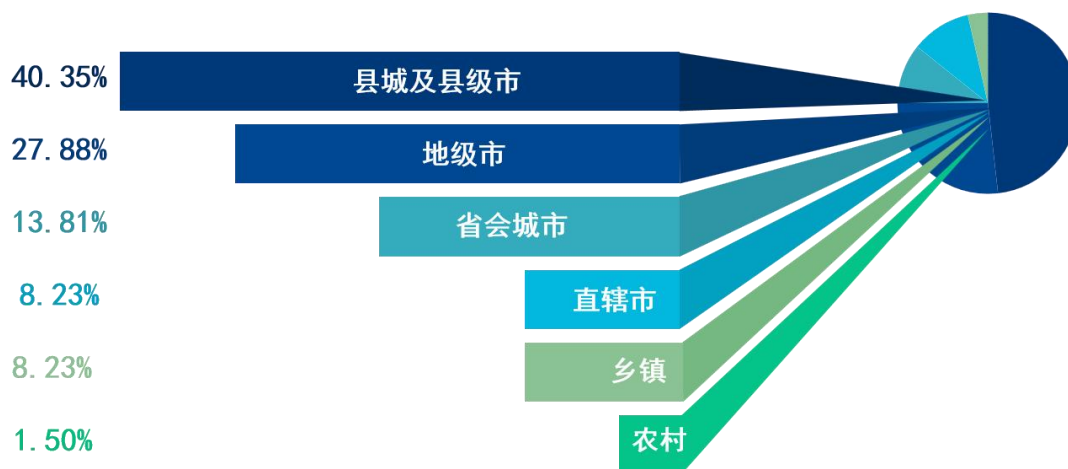 40.35% 县城及县级市
27.88% 地级市
13.81% 省会城市
8.23% 直辖市
8.23% 乡镇
1.50% 农村